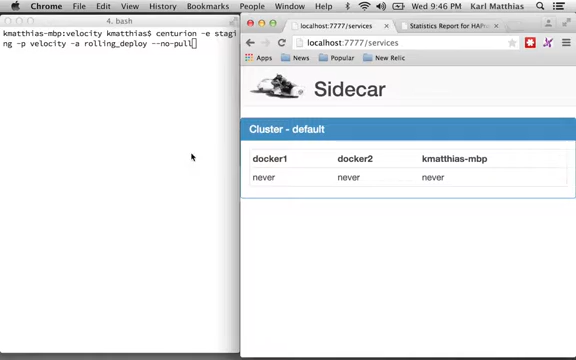 Chrome File Edit View History Bookmarks People Window Help
Wed 9:46 PM Karl Matthias
4. bash
kmatthias-mbp:velocity kmatthias$ centurion -e stagi
ng -p velocity -a rolling_deploy --no-pull
localhost:7777/services
Statistics Report for HAPro
localhost:7777/services
Apps News Popular New Relic
Sidecar
Cluster - default
docker1 docker2 kmatthias-mbp
never never never